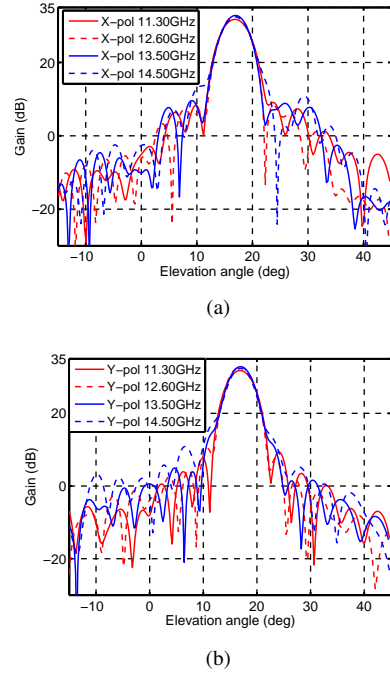 35
X−pol 11.30GHz
X−pol 12.60GHz
X−pol 13.50GHz
X−pol 14.50GHz
20
0
−20
Gain (dB)
−10 0 10 20 30 40
Elevation angle (deg)
(a)
35
Y−pol 11.30GHz
Y−pol 12.60GHz
Y−pol 13.50GHz
Y−pol 14.50GHz
20
0
−20
Gain (dB)
−10 0 10 20 30 40
Elevation angle (deg)
(b)